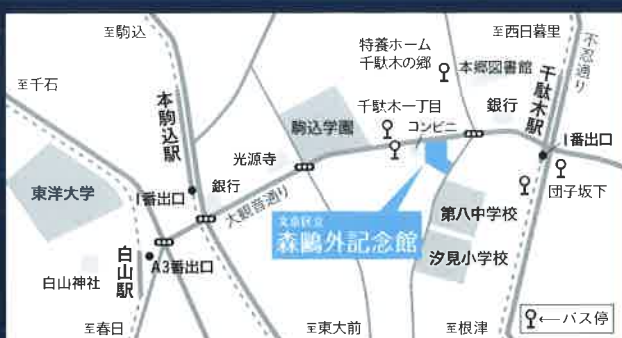 至駒込
至西日暮里
不忍通り
特養ホーム
千駄木の郷
本郷図書館
至千石
千駄木駅
本駒込駅
千駄木一丁目
銀行
駒込学園
コンビニ
1番出口
光源寺
東洋大学
1番出口
銀行
大観音通り
団子坂下
文京区立
森鷗外記念館
第八中学校
汐見小学校
白山駅
A3番出口
白山神社
至春日
至東大前
至根津
←バス停